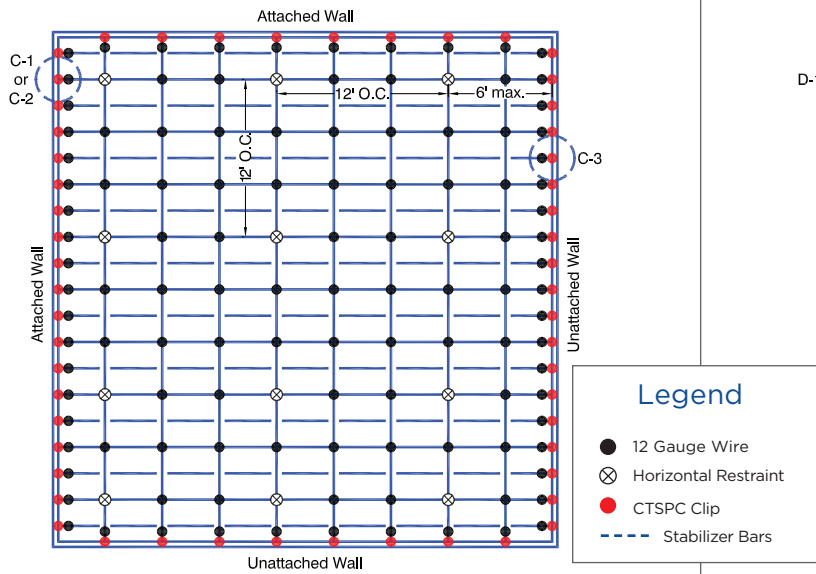 Attached Wall
C-1
or
C-2
12' O.C.
6' max.
D-1
12' O.C.
C-3
Attached Wall
Unattached Wall
Legend
12 Gauge Wire
Horizontal Restraint
CTSPC Clip
Stabilizer Bars
Unattached Wall